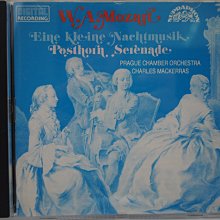 DIGITAL
RECORDING
W.A.Mozart
SUPRAPHON
Eine kleine Nachtmusik
Posthorn Serenade
PRAGUE CHAMBER ORCHESTRA
CHARLES MACKERRAS